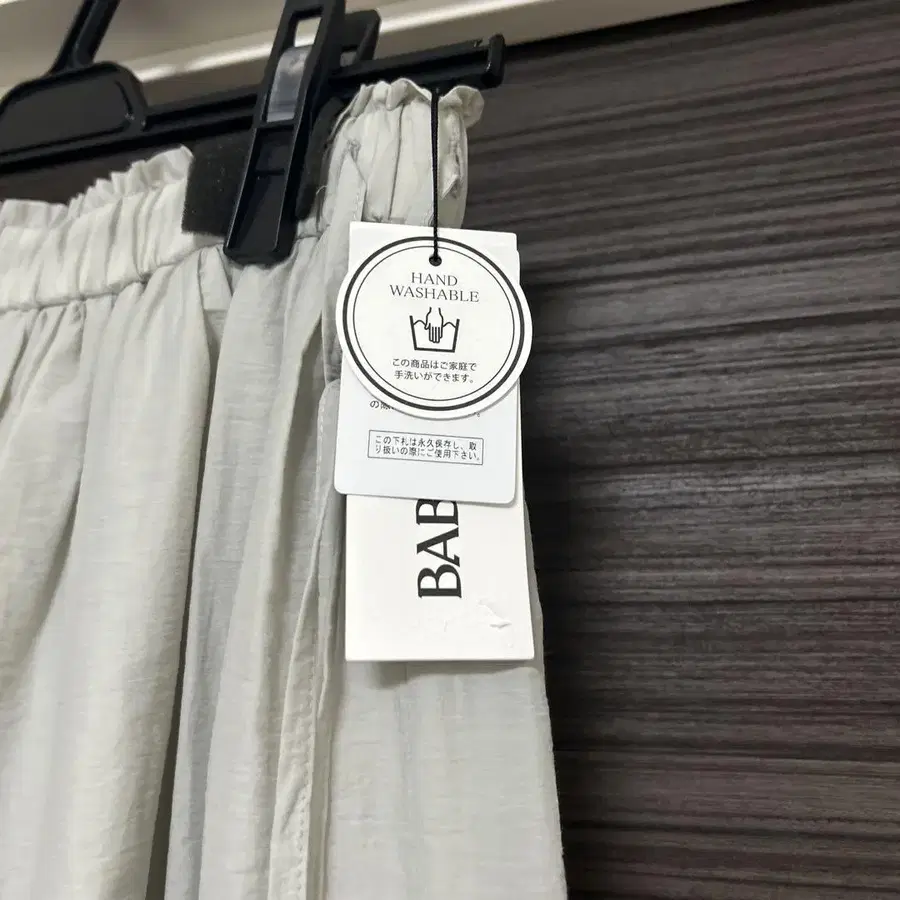 HAND
WASHABLE
この商品はご家庭で
手洗いができます。
この下札は永久保存し、取
り扱いの際にご使用下さい。
BAB